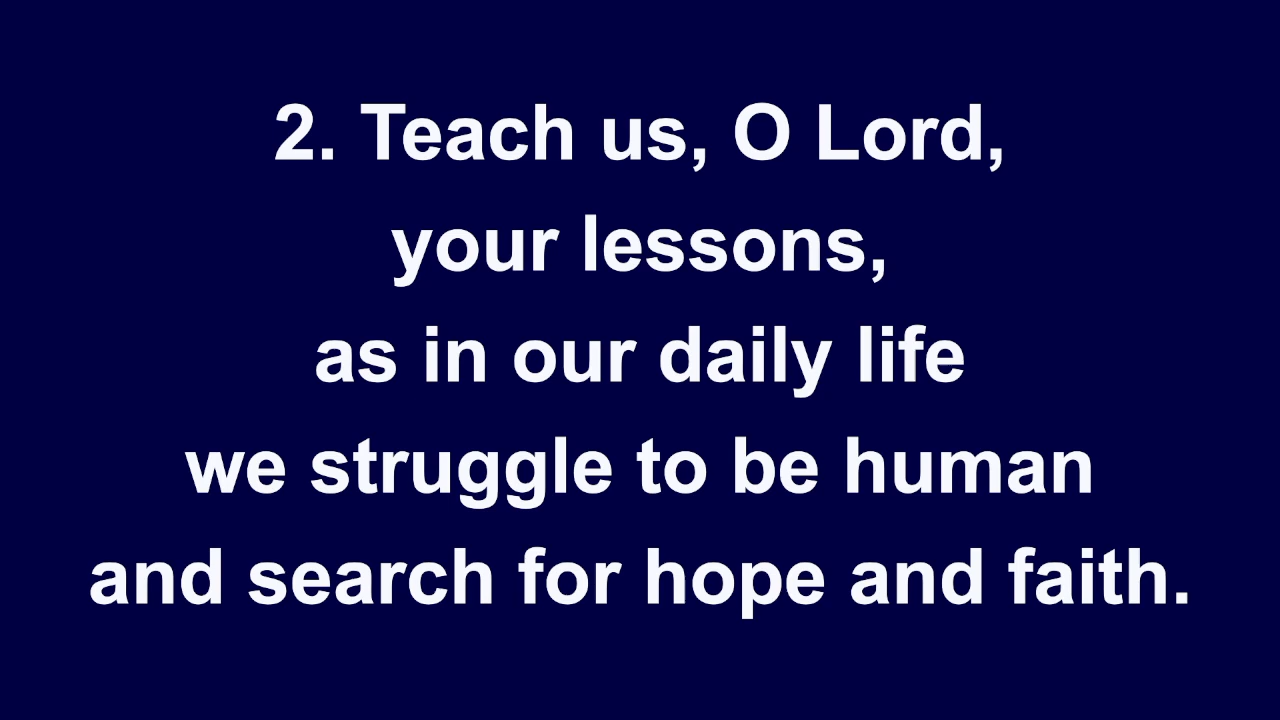 2. Teach us, O Lord,
your lessons,
as in our daily life
we struggle to be human
and search for hope and faith.